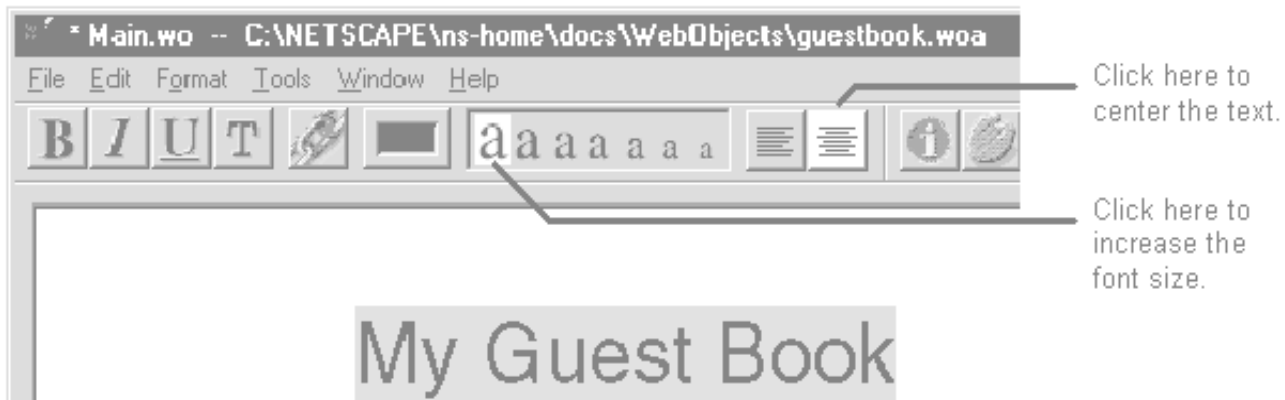 * Main.wo -- C:\NETSCAPE\ns-home\docs\WebObjects\guestbook.woa
File Edit Format Tools Window Help
B I U T a a a a a a a i
Click here to
center the text.
Click here to
increase the
font size.
My Guest Book